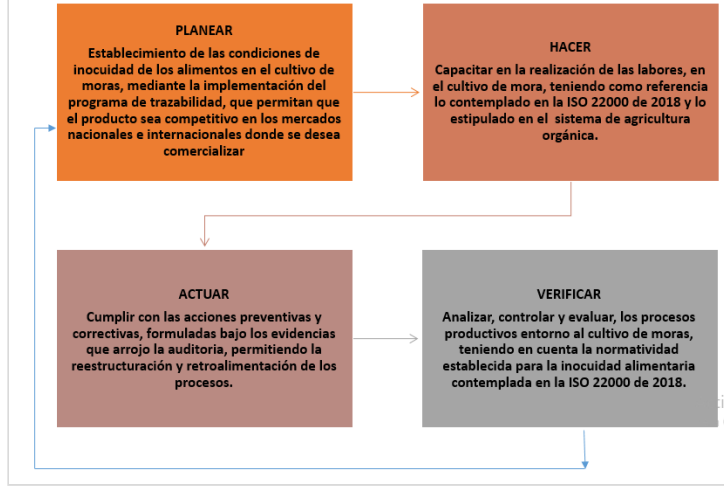 PLANEAR
Establecimiento de las condiciones de
inocuidad de los alimentos en el cultivo de
moras, mediante la implementación del
programa de trazabilidad, que permitan que
el producto sea competitivo en los mercados
nacionales e internacionales donde se desea
comercializar
HACER
Capacitar en la realización de las labores, en
el cultivo de mora, teniendo como referencia
lo contemplado en la ISO 22000 de 2018 y lo
estipulado en el sistema de agricultura
orgánica.
ACTUAR
Cumplir con las acciones preventivas y
correctivas, formuladas bajo los evidencias
que arrojo la auditoria, permitiendo la
reestructuración y retroalimentación de los
procesos.
VERIFICAR
Analizar, controlar y evaluar, los procesos
productivos entorno al cultivo de moras,
teniendo en cuenta la normatividad
establecida para la inocuidad alimentaria
contemplada en la ISO 22000 de 2018.